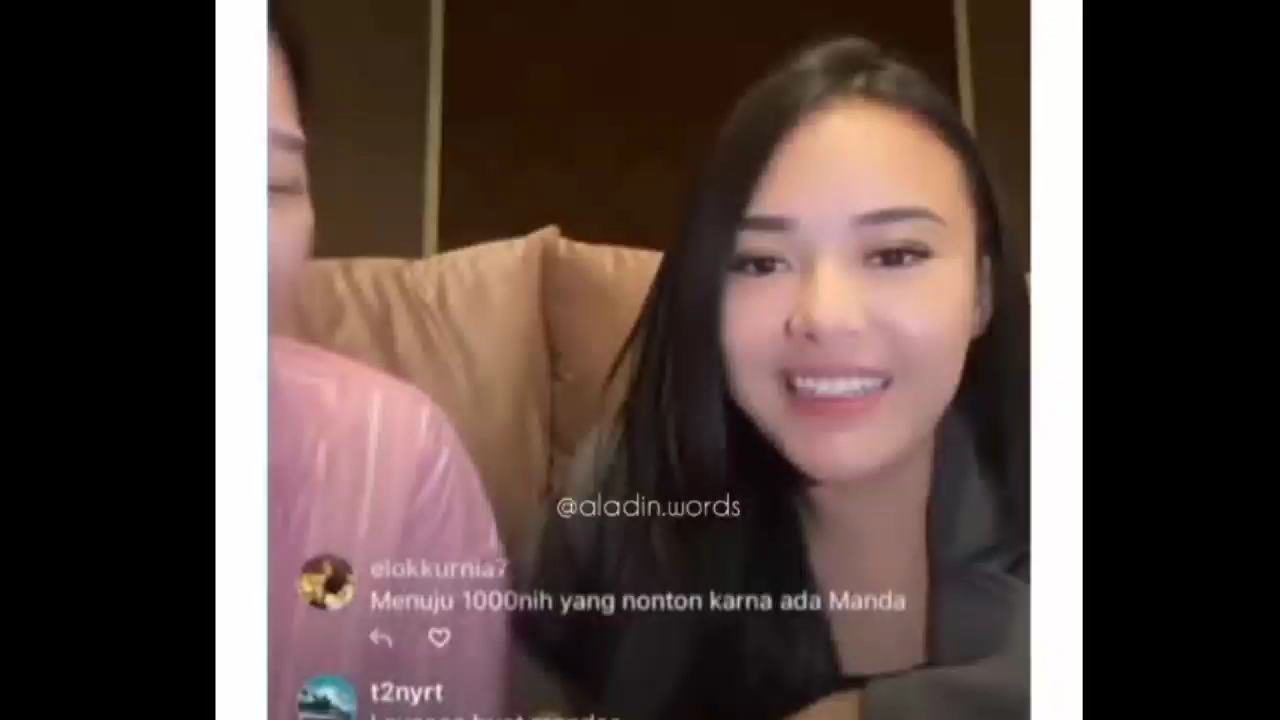 @aladin.words
elokkurnia7
Menuju 1000nih yang nonton karna ada Manda
t2nyrt